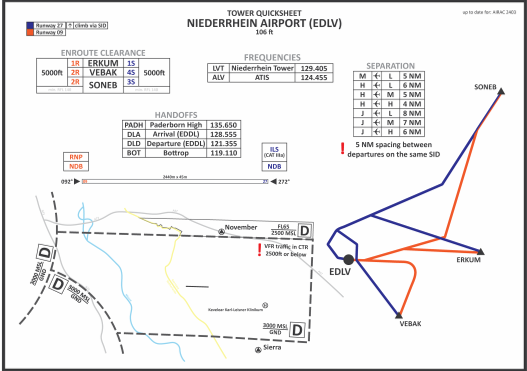 TOWER QUICKSHEET
NIEDERRHEIN AIRPORT (EDLV)
106 ft
up to date for: AIRAC 2403
Runway 27 ↑ climb via SID
Runway 09
ENROUTE CLEARANCE
5000ft 1R ERKUM 1S 5000ft
2R VEBAK 4S
2R SONEB 3S
FREQUENCIES
LVT Niederrhein Tower 129.405
ALV ATIS 124.455
SEPARATION
M L 5 NM
H L 6 NM
H M 5 NM
H H 4 NM
J L 8 NM
J M 7 NM
J H 6 NM
! 5 NM spacing between
departures on the same SID
HANDOFFS
PADH Paderborn High 135.650
DLA Arrival (EDDL) 128.555
DLD Departure (EDDL) 121.355
BOT Bottrop 119.110
RNP
NDB
ILS
(CAT IIIa)
NDB
2440m x 45m
092° 09 27 272°
November
FL65
2500 MSL D
! VFR traffic in CTR
2500ft or below
D
3000 MSL
GND
D
3000 MSL
GND
Kevelaer Karl-Leisner Klinikum
H
3000 MSL
GND D
Sierra
SONEB
ERKUM
EDLV
VEBAK